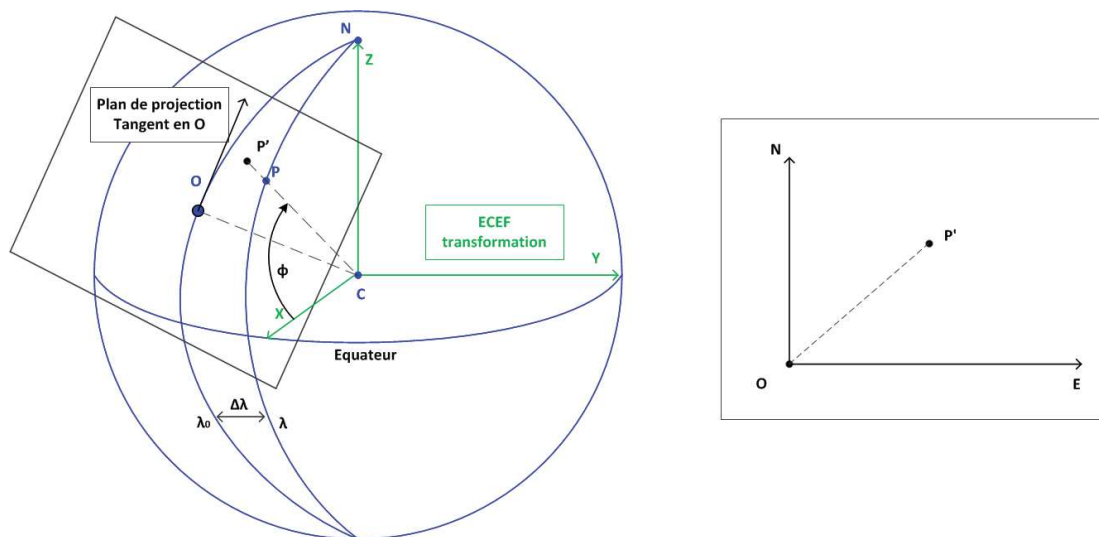 N
Z
Plan de projection
Tangent en O
P'
P
O
ECEF
transformation
Y
ϕ
C
X
Equateur
Δλ
λ₀
λ
N
P'
O
E